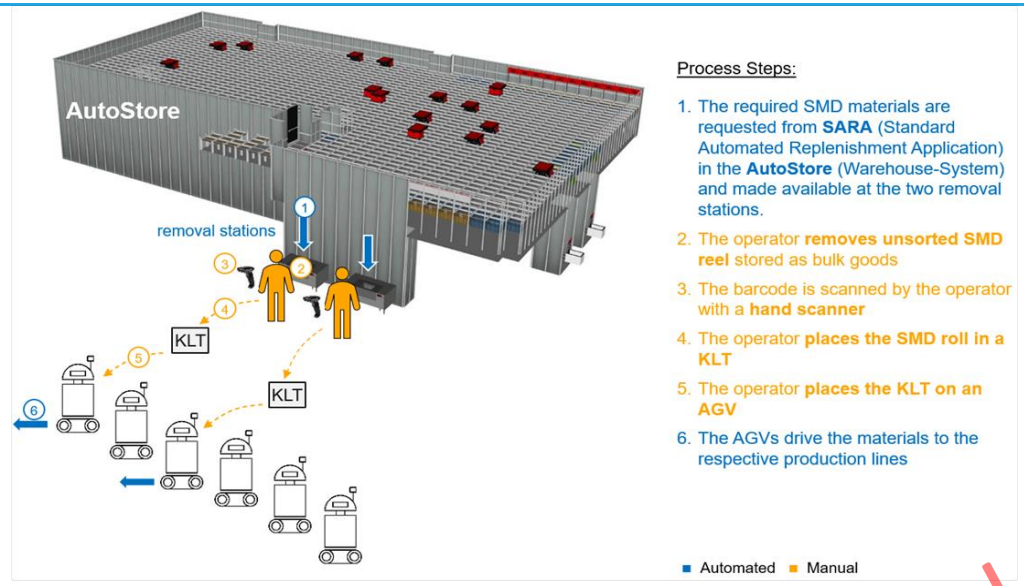 AutoStore
removal stations
1
2
3
4
KLT
5
KLT
6
Process Steps:
1. The required SMD materials are
requested from SARA (Standard
Automated Replenishment Application)
in the AutoStore (Warehouse-System)
and made available at the two removal
stations.
2. The operator removes unsorted SMD
reel stored as bulk goods
3. The barcode is scanned by the operator
with a hand scanner
4. The operator places the SMD roll in a
KLT
5. The operator places the KLT on an
AGV
6. The AGVs drive the materials to the
respective production lines
Automated Manual